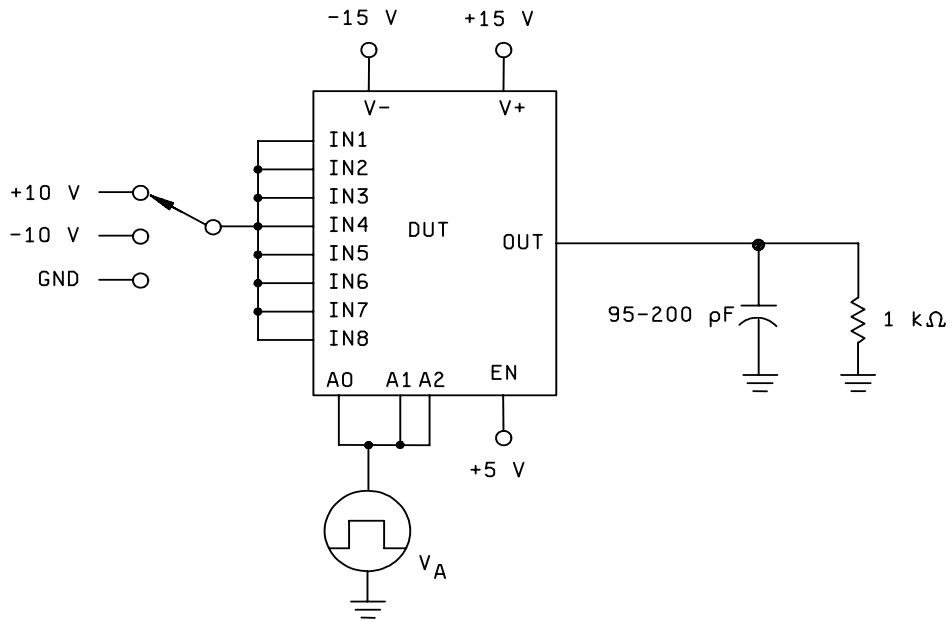 -15 V
+15 V
V-
V+
IN1
IN2
IN3
+10 V
IN4
DUT
-10 V
OUT
IN5
GND
IN6
IN7
95-200 pF
1 kΩ
IN8
A0
A1
A2
EN
+5 V
VA